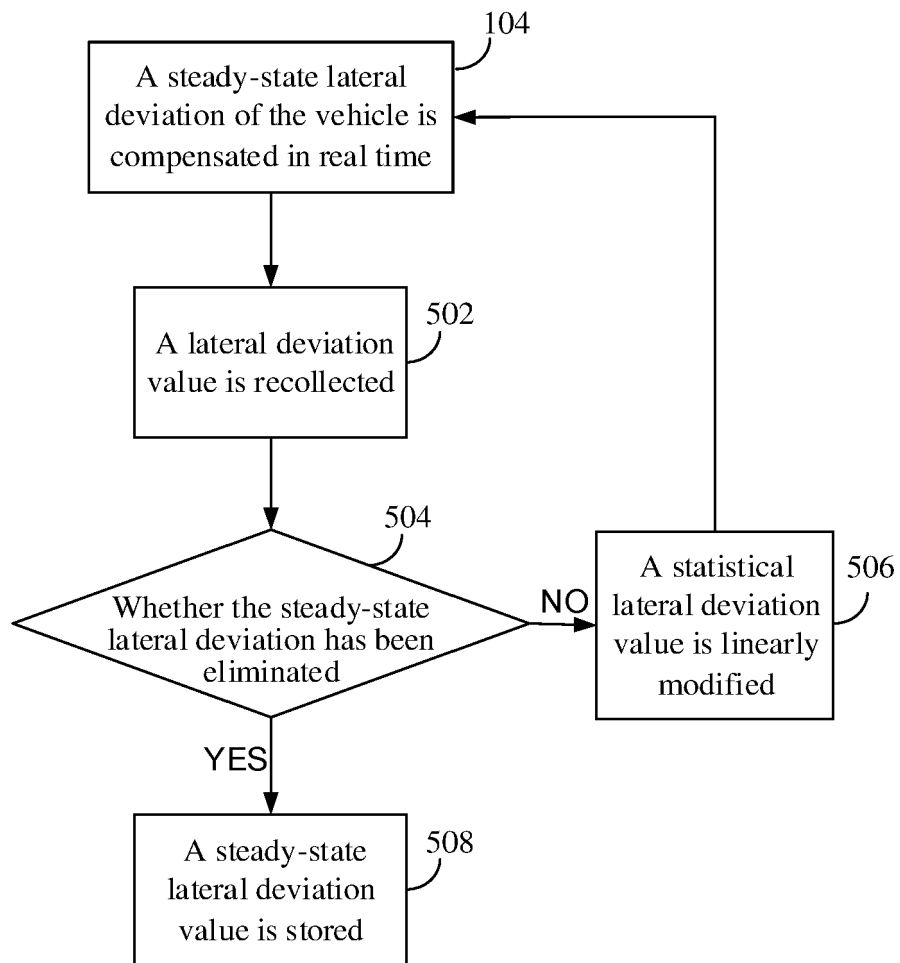 104
A steady-state lateral
deviation of the vehicle is
compensated in real time
502
A lateral deviation
value is recollected
504
Whether the steady-state
lateral deviation has been
eliminated
NO
506
A statistical
lateral deviation
value is linearly
modified
YES
508
A steady-state
lateral deviation
value is stored